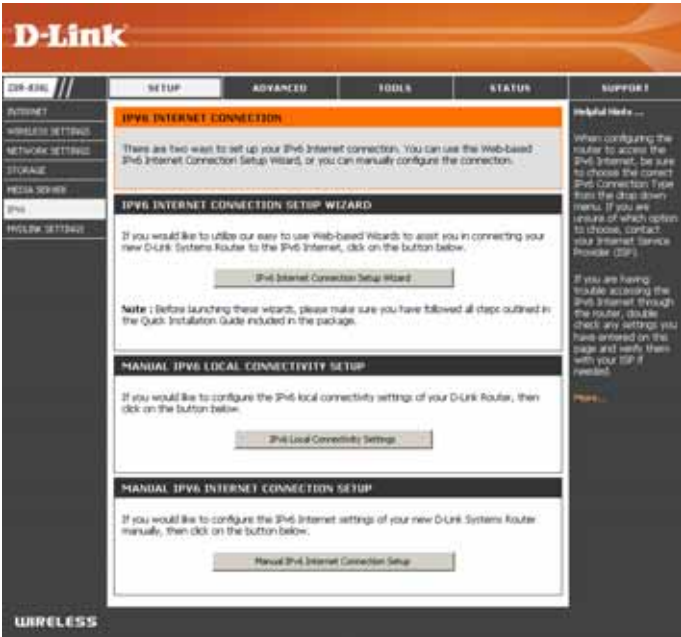 D-Link
DIR-836L //
SETUP
ADVANCED
TOOLS
STATUS
SUPPORT
INTERNET
WIRELESS SETTINGS
NETWORK SETTINGS
STORAGE
MEDIA SERVER
IPV6
MYDLINK SETTINGS
IPV6 INTERNET CONNECTION
There are two ways to set up your IPv6 Internet connection. You can use the Web-based
IPv6 Internet Connection Setup Wizard, or you can manually configure the connection.
IPV6 INTERNET CONNECTION SETUP WIZARD
If you would like to utilize our easy to use Web-based Wizards to assist you in connecting your
new D-Link Systems Router to the IPv6 Internet, click on the button below.
IPv6 Internet Connection Setup Wizard
Note : Before launching these wizards, please make sure you have followed all steps outlined in
the Quick Installation Guide included in the package.
MANUAL IPV6 LOCAL CONNECTIVITY SETUP
If you would like to configure the IPv6 local connectivity settings of your D-Link Router, then
click on the button below.
IPv6 Local Connectivity Settings
MANUAL IPV6 INTERNET CONNECTION SETUP
If you would like to configure the IPv6 Internet settings of your new D-Link Systems Router
manually, then click on the button below.
Manual IPv6 Internet Connection Setup
Helpful Hints ...
When configuring the
router to access the
IPv6 Internet, be sure
to choose the correct
IPv6 Connection Type
from the drop down
menu. If you are
unsure of which option
to choose, contact
your Internet Service
Provider (ISP).
If you are having
trouble accessing the
IPv6 Internet through
the router, double
check any settings you
have entered on this
page and verify them
with your ISP if
needed.
More...
WIRELESS